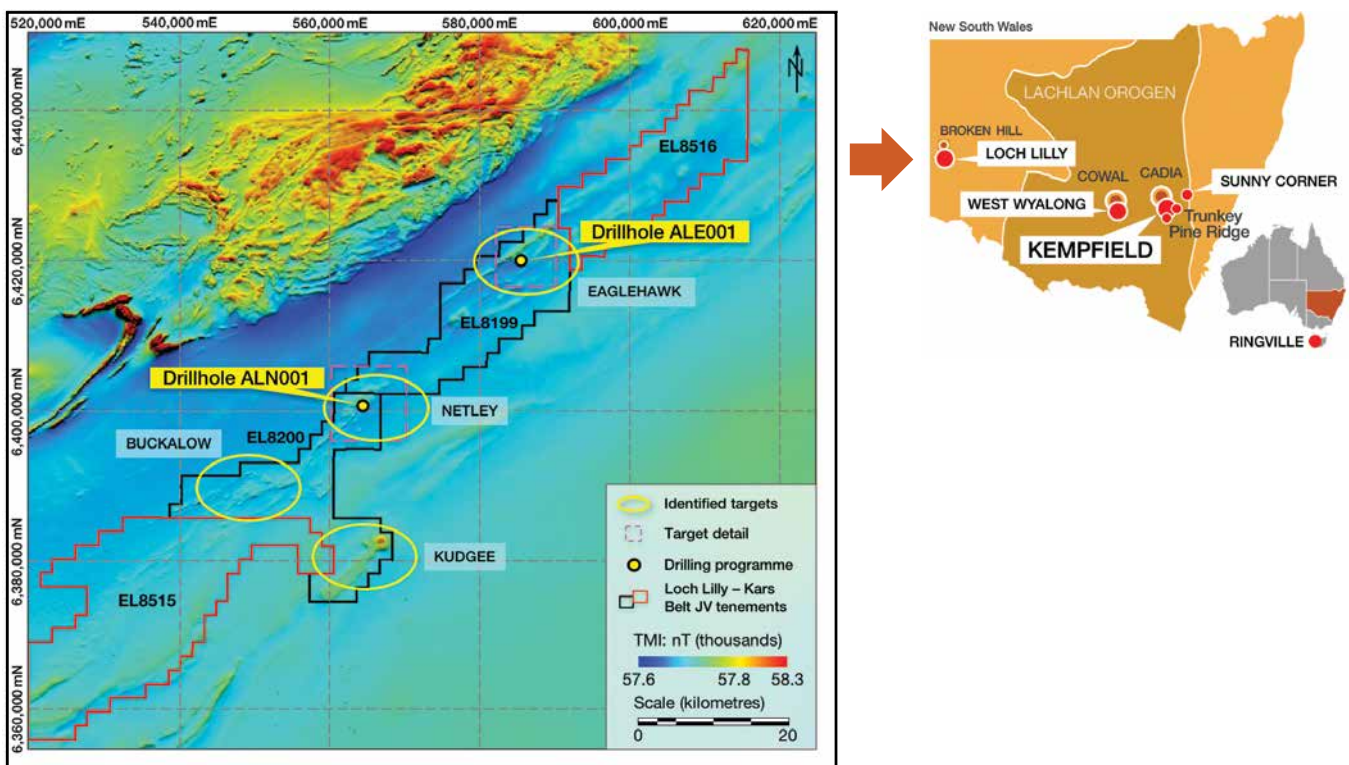 520,000 mE
540,000 mE
560,000 mE
580,000 mE
600,000 mE
620,000 mE
6,440,000 mN
6,420,000 mN
6,400,000 mN
6,380,000 mN
6,360,000 mN
N
EL8516
Drillhole ALE001
EAGLEHAWK
EL8199
Drillhole ALN001
NETLEY
EL8200
BUCKALOW
KUDGEE
EL8515
Identified targets
Target detail
Drilling programme
Loch Lilly – Kars
Belt JV tenements
TMI: nT (thousands)
57.6 57.8 58.3
Scale (kilometres)
0 20
New South Wales
LACHLAN OROGEN
BROKEN HILL
LOCH LILLY
COWAL
CADIA
SUNNY CORNER
WEST WYALONG
Trunkey
Pine Ridge
KEMPFIELD
RINGVILLE